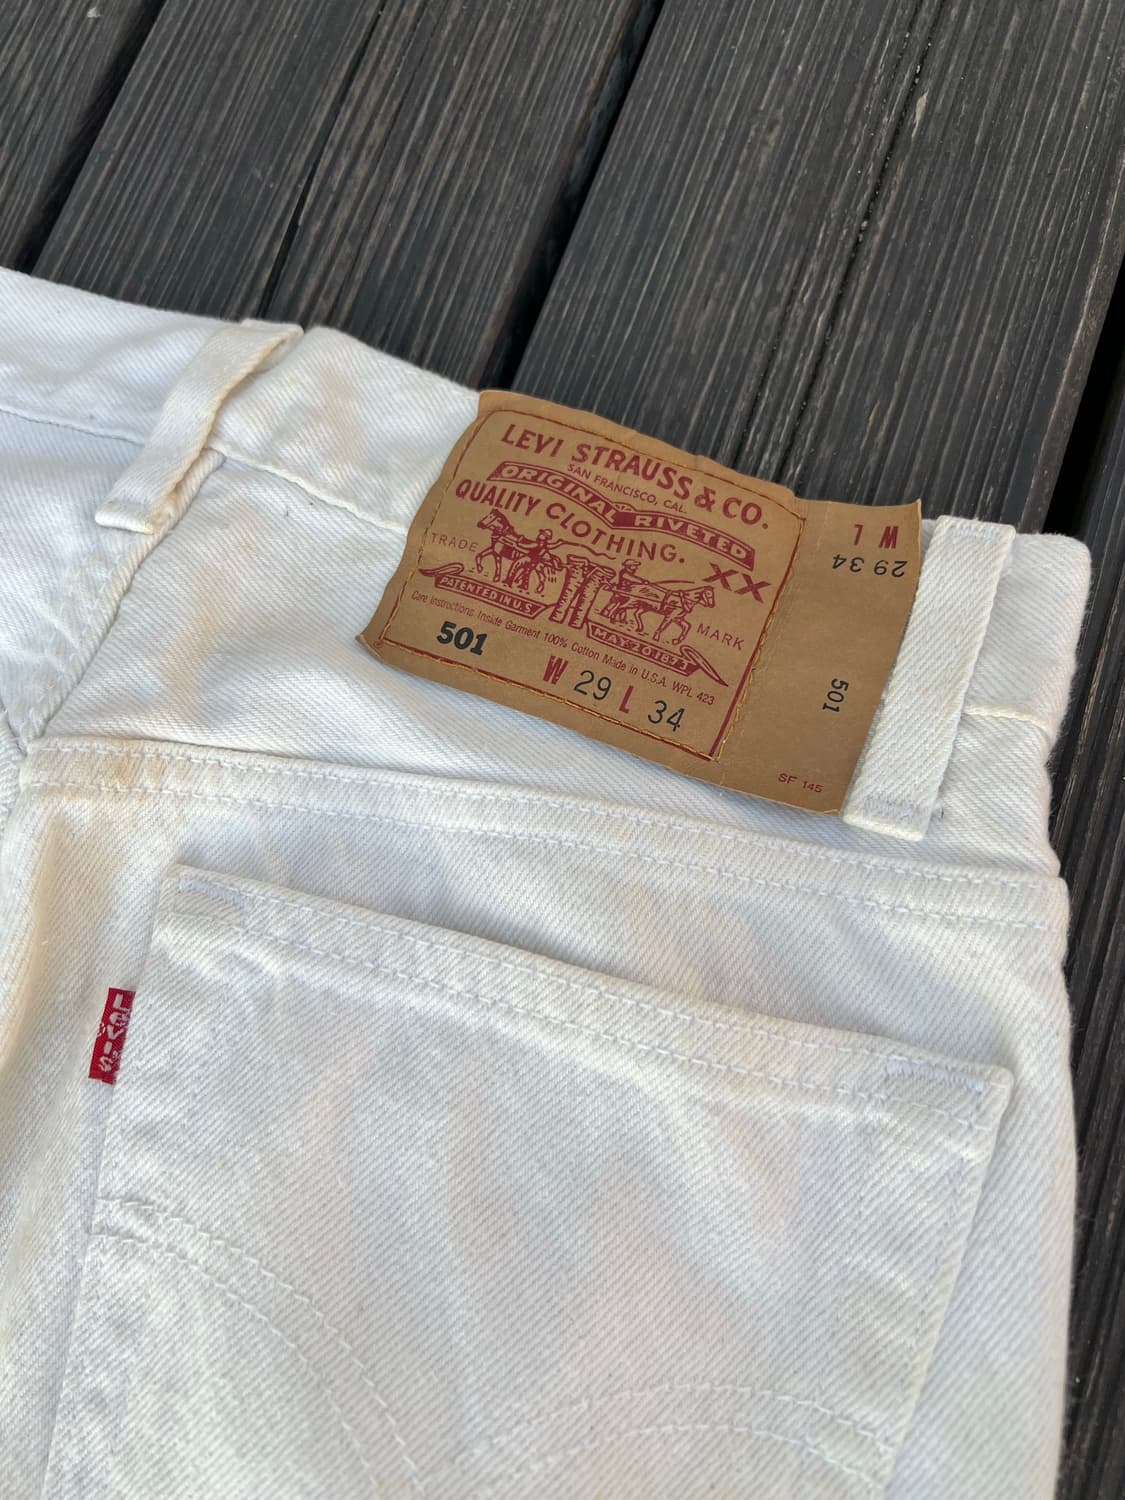 LEVI STRAUSS & CO.
SAN FRANCISCO, CAL.
ORIGINAL RIVETED
QUALITY CLOTHING.
XX
TRADE MARK
PATENTED IN U.S.
MAY 20 1873
Care Instructions Inside Garment 100% Cotton Made in U.S.A. WPL 423
501
W 29 L 34
W L
29 34
501
SF 145
LEVI'S